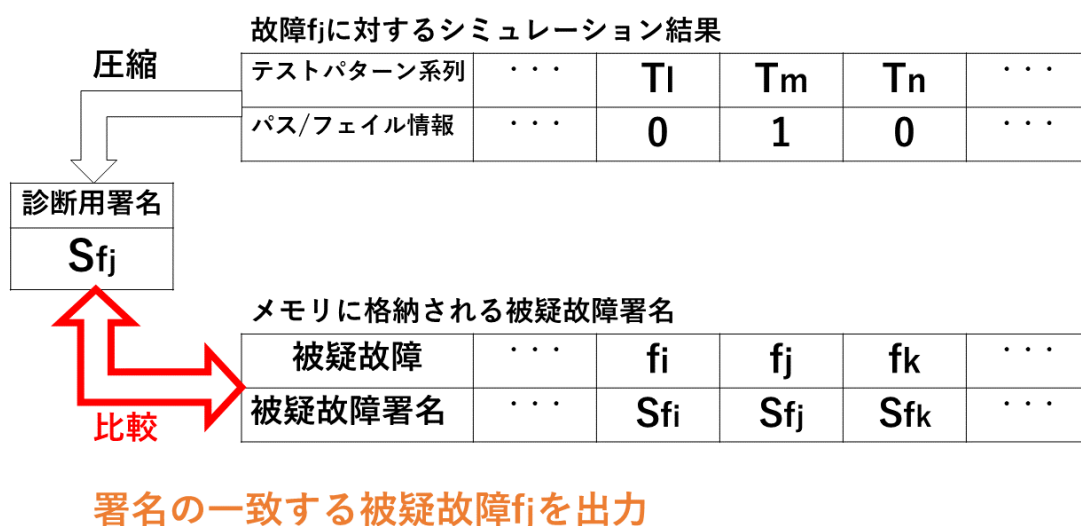 故障fjに対するシミュレーション結果
圧縮
テストパターン系列 ・・・ Tl Tm Tn ・・・
パス/フェイル情報 ・・・ 0 1 0 ・・・
診断用署名
Sfj
メモリに格納される被疑故障署名
被疑故障 ・・・ fi fj fk ・・・
被疑故障署名 ・・・ Sfi Sfj Sfk ・・・
比較
署名の一致する被疑故障fjを出力